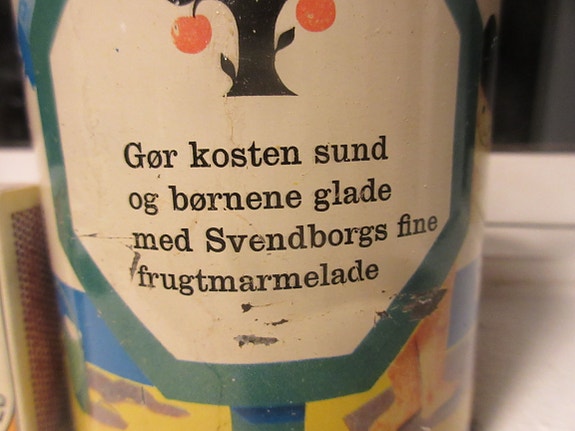 Gør kosten sund
og børnene glade
med Svendborgs fine
frugtmarmelade